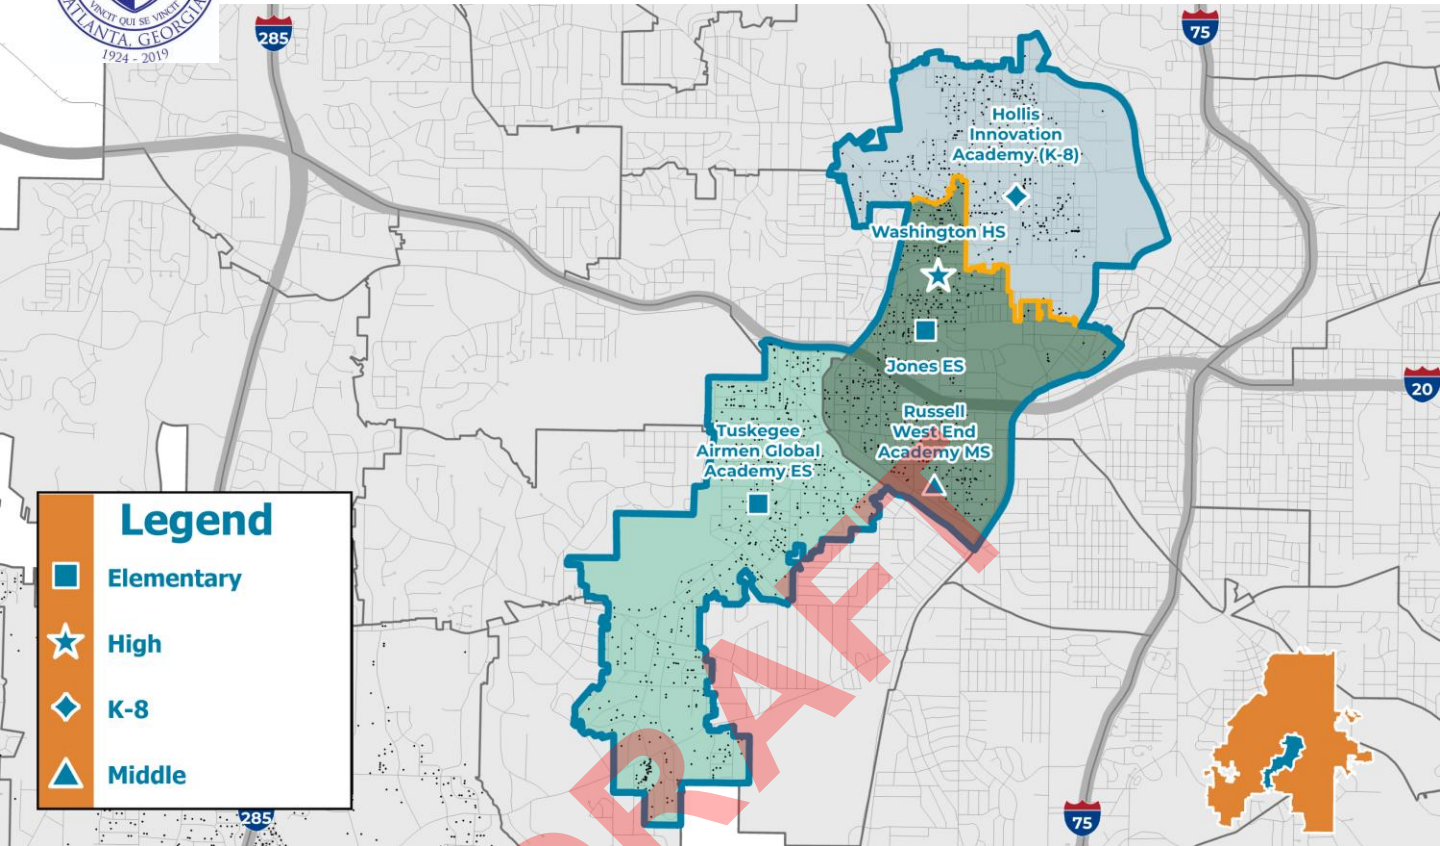 VINCIT QUI SE VINCIT
ATLANTA, GEORGIA
1924 - 2019
285
75
Hollis
Innovation
Academy (K-8)
Washington HS
Jones ES
20
Russell
West End
Academy MS
Tuskegee
Airmen Global
Academy ES
Legend
Elementary
High
K-8
Middle
285
75
DRAFT